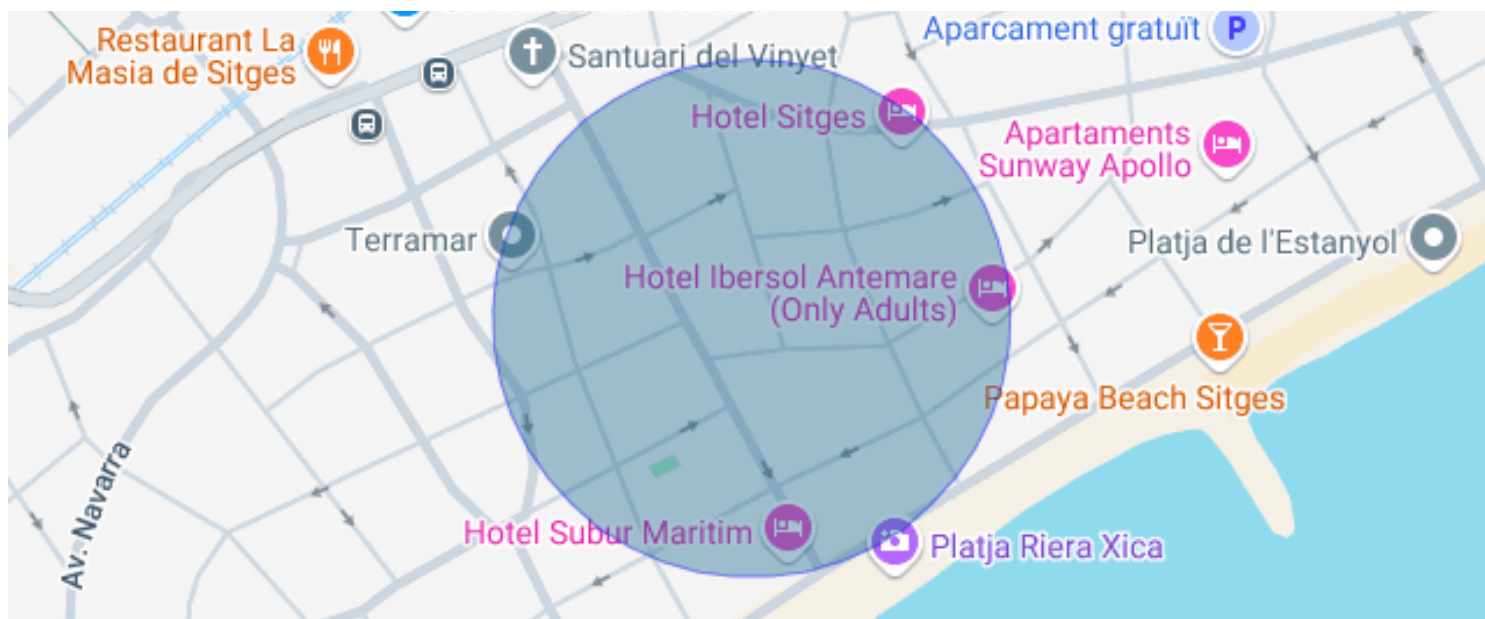 Restaurant La
Masia de Sitges
Santuari del Vinyet
Aparcament gratuït
P
Hotel Sitges
Apartaments
Sunway Apollo
Terramar
Platja de l'Estanyol
Hotel Ibersol Antemare
(Only Adults)
Papaya Beach Sitges
Av. Navarra
Hotel Subur Maritim
Platja Riera Xica